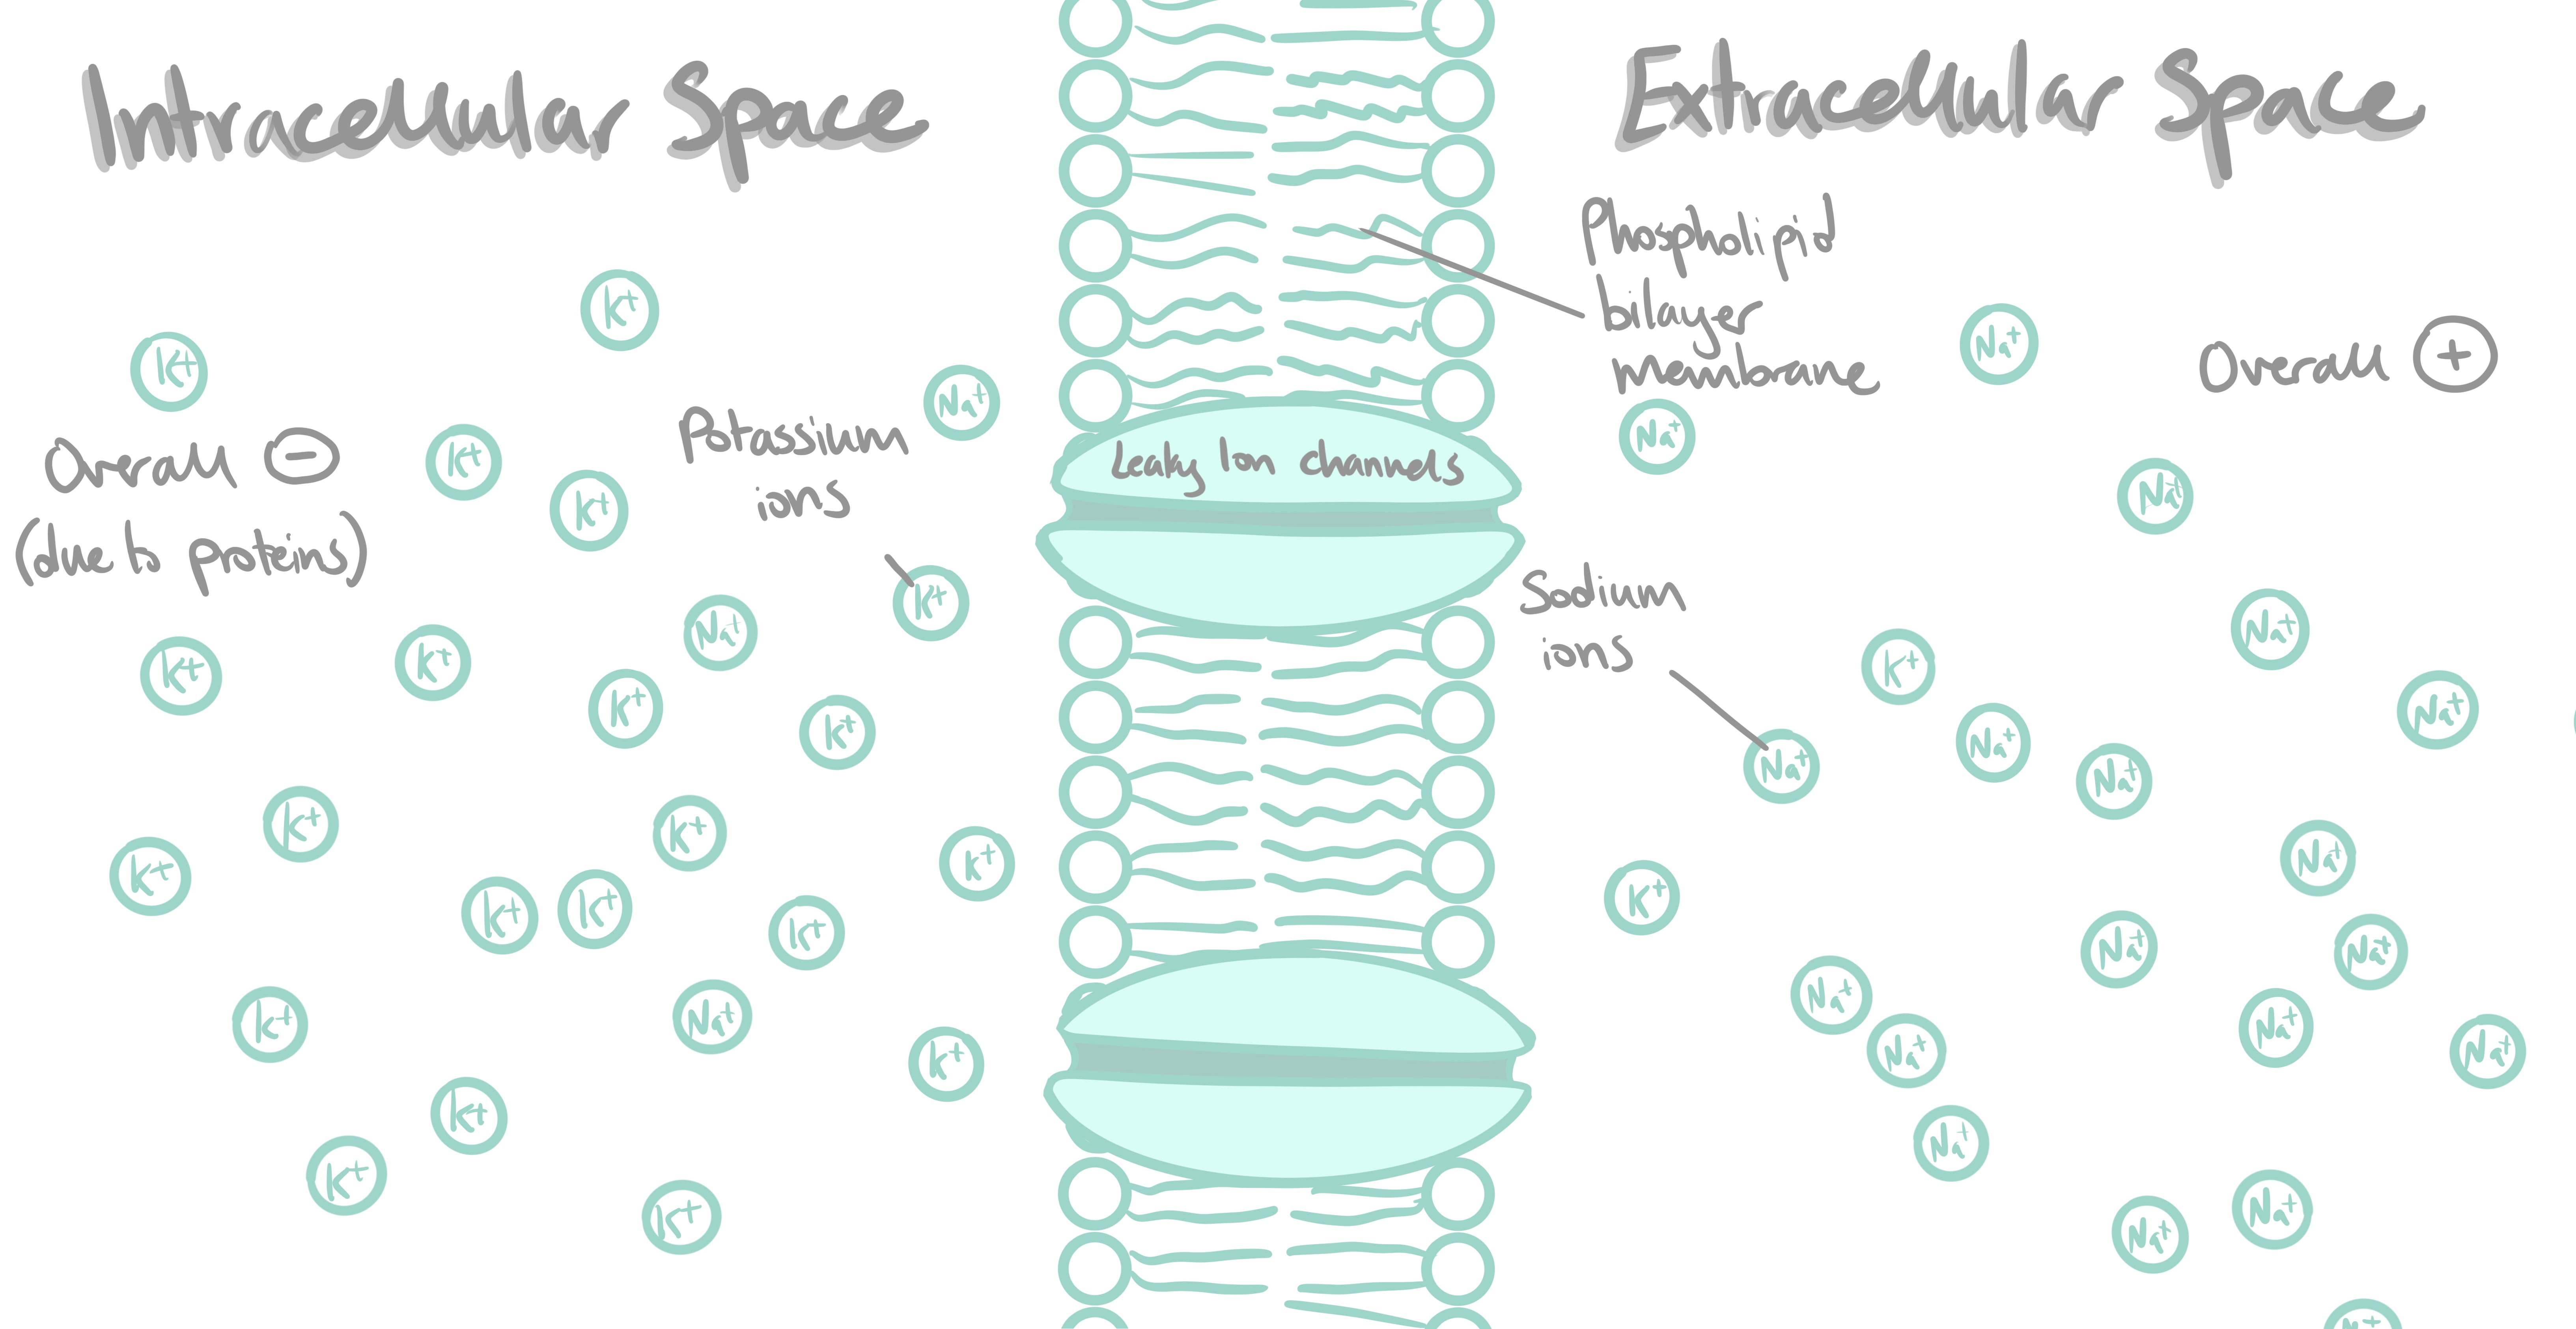 Intracellular Space
K+
K+
Overall ⊖
(due to proteins)
Potassium
ions
Na+
K+
K+
K+
Na+
K+
K+
K+
K+
K+
K+
K+
K+
K+
K+
K+
Na+
K+
K+
K+
K+
K+
Leaky Ion channels
Extracellular Space
Phospholipid
bilayer
membrane
Na+
Overall ⊕
Na+
Na+
Sodium
ions
Na+
K+
Na+
Na+
Na+
Na+
Na+
K+
Na+
Na+
Na+
Na+
Na+
Na+
Na+
Na+
Na+